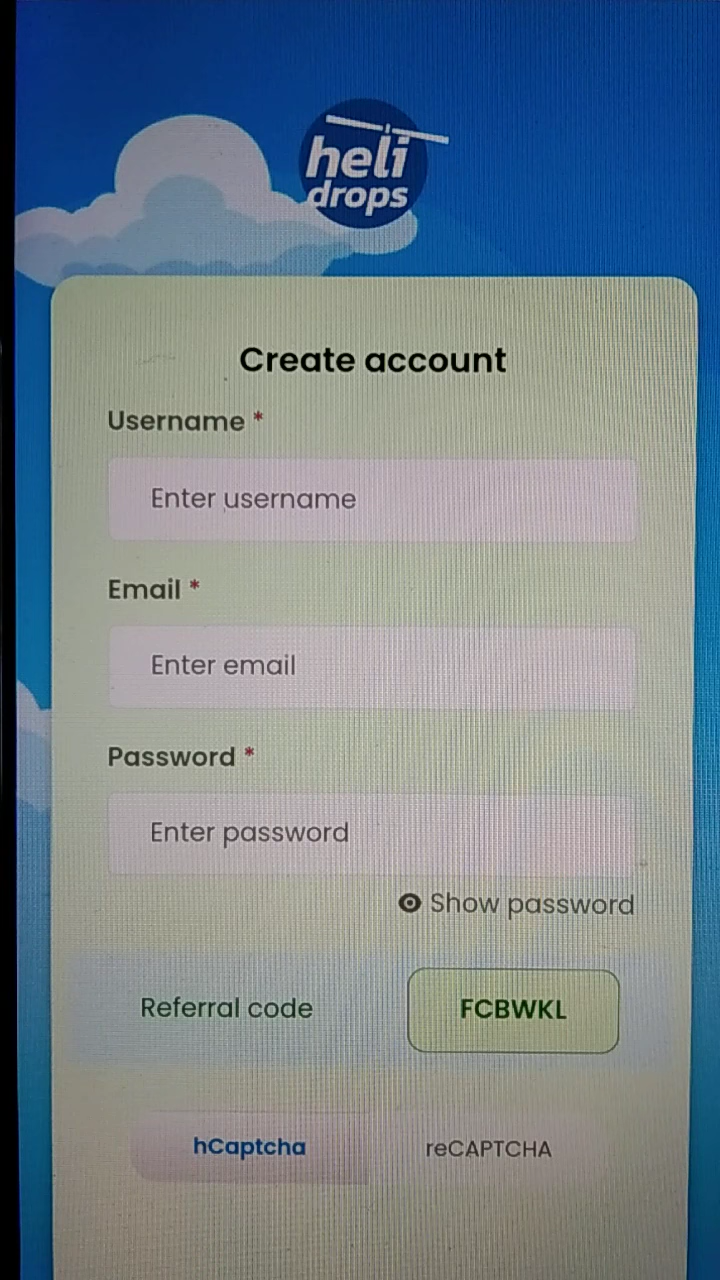 heli
drops
Create account
Username *
Enter username
Email *
Enter email
Password *
Enter password
Show password
Referral code FCBWKL
hCaptcha reCAPTCHA